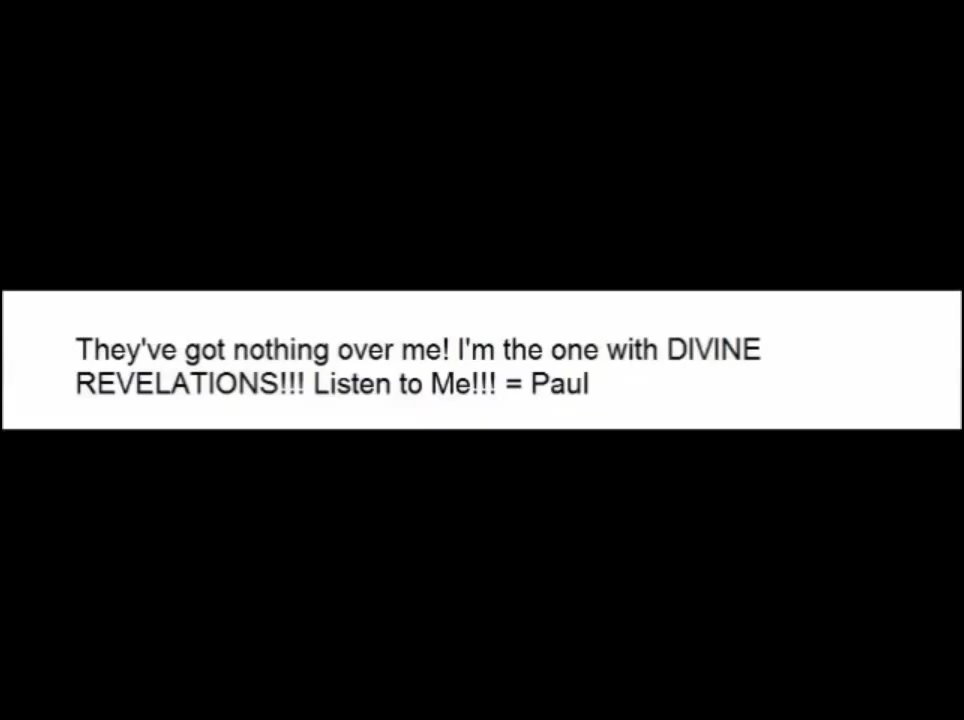 They've got nothing over me! I'm the one with DIVINE
REVELATIONS!!! Listen to Me!!! = Paul